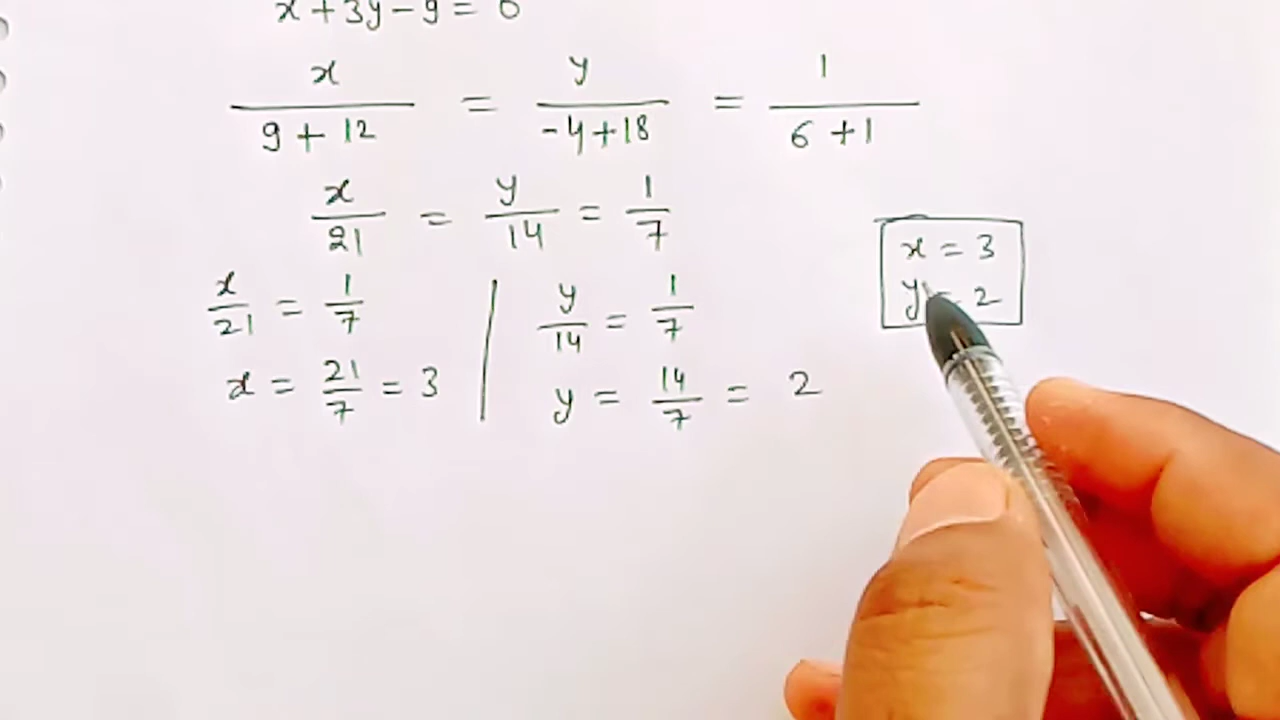 x + 3y - 9 = 0
x/(9 + 12) = y/(-4 + 18) = 1/(6 + 1)
x/21 = y/14 = 1/7
x/21 = 1/7 | y/14 = 1/7
x = 21/7 = 3 | y = 14/7 = 2
x = 3
y = 2